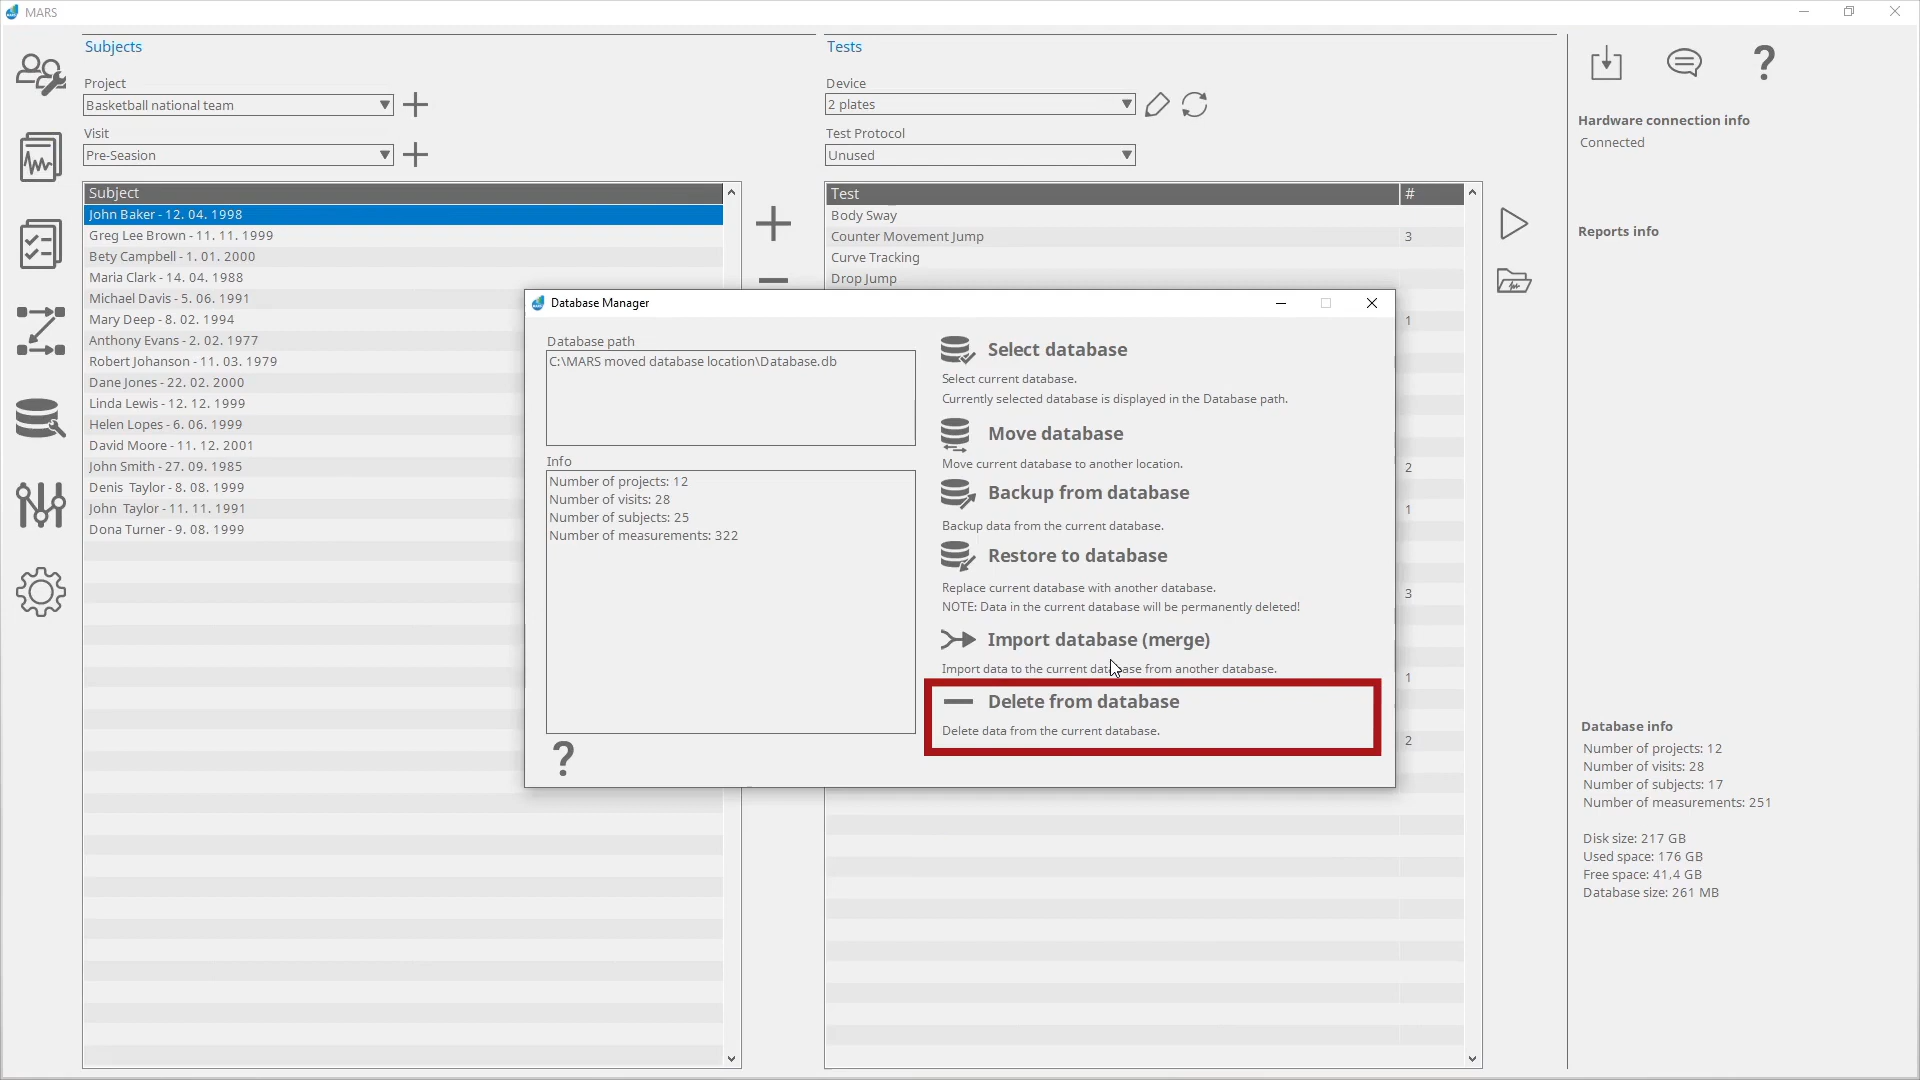 MARS
Subjects
Project
Basketball national team
Visit
Pre-Seasion
Subject
John Baker - 12. 04. 1998
Greg Lee Brown - 11. 11. 1999
Bety Campbell - 1. 01. 2000
Maria Clark - 14. 04. 1988
Michael Davis - 5. 06. 1991
Mary Deep - 8. 02. 1994
Anthony Evans - 2. 02. 1977
Robert Johanson - 11. 03. 1979
Dane Jones - 22. 02. 2000
Linda Lewis - 12. 12. 1999
Helen Lopes - 6. 06. 1999
David Moore - 11. 12. 2001
John Smith - 27. 09. 1985
Denis  Taylor - 8. 08. 1999
John  Taylor - 11. 11. 1991
Dona Turner - 9. 08. 1999
Tests
Device
2 plates
Test Protocol
Unused
Test #
Body Sway
Counter Movement Jump 3
Curve Tracking
Drop Jump
1
2
1
3
1
2
Database Manager
Database path
C:\MARS moved database location\Database.db
Info
Number of projects: 12
Number of visits: 28
Number of subjects: 25
Number of measurements: 322
?
Select database
Select current database.
Currently selected database is displayed in the Database path.
Move database
Move current database to another location.
Backup from database
Backup data from the current database.
Restore to database
Replace current database with another database.
NOTE: Data in the current database will be permanently deleted!
Import database (merge)
Import data to the current database from another database.
Delete from database
Delete data from the current database.
?
Hardware connection info
Connected
Reports info
Database info
Number of projects: 12
Number of visits: 28
Number of subjects: 17
Number of measurements: 251
Disk size: 217 GB
Used space: 176 GB
Free space: 41,4 GB
Database size: 261 MB